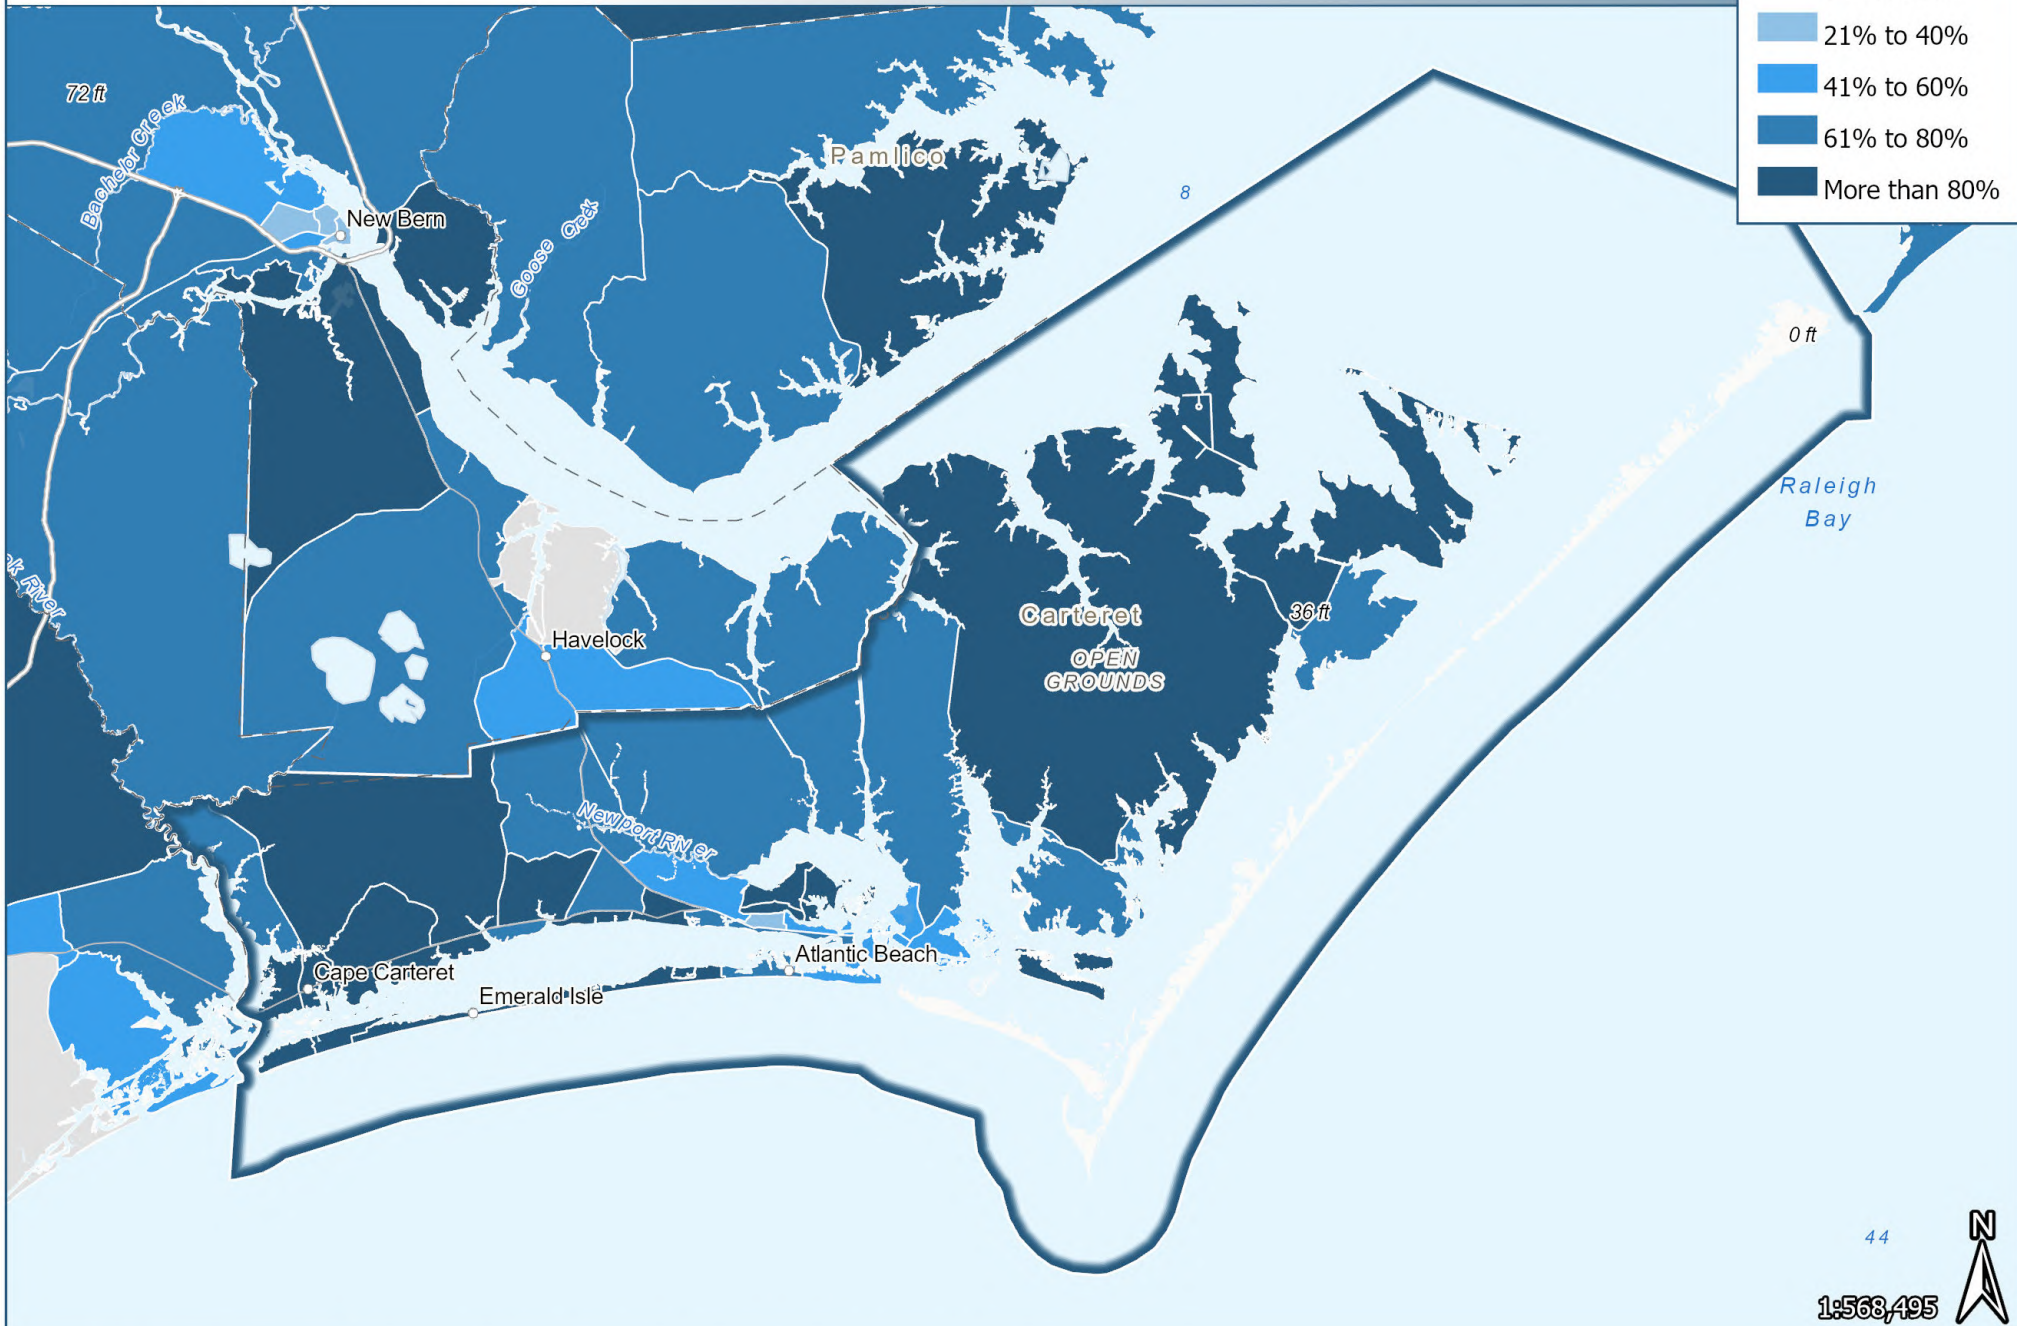 21% to 40%
41% to 60%
61% to 80%
More than 80%
72 ft
Bachelor Creek
Pamlico
8
New Bern
Goose Creek
0 ft
Raleigh
Bay
River
Havelock
Carteret
36 ft
OPEN
GROUNDS
Newport River
Atlantic Beach
Cape Carteret
Emerald Isle
44
N
1:568,495